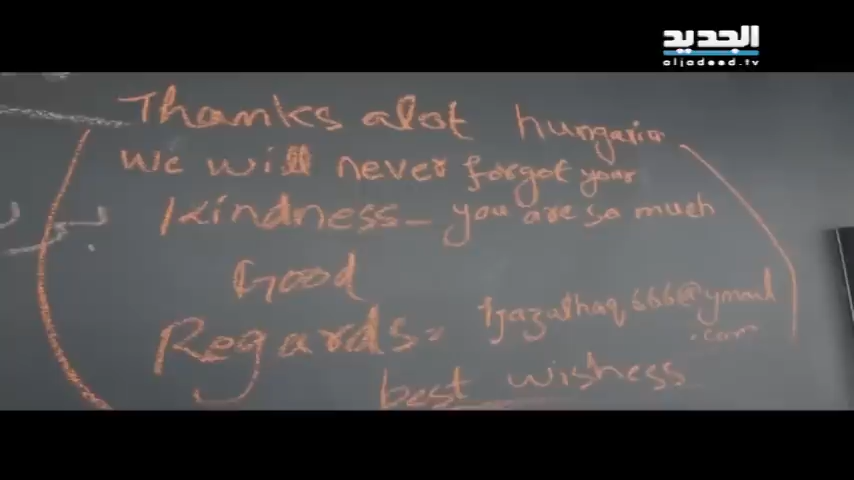 الجديد
aljadeed.tv
Thanks alot hungaria
We will never forgot your
Kindness - you are so much
Good
Regards=
@ymail
.com
best wishess